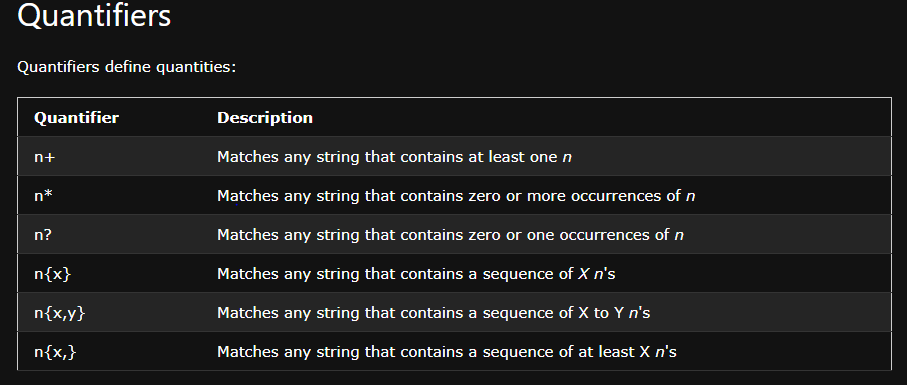 Quantifiers
Quantifiers define quantities:
Quantifier Description
n+ Matches any string that contains at least one n
n* Matches any string that contains zero or more occurrences of n
n? Matches any string that contains zero or one occurrences of n
n{x} Matches any string that contains a sequence of X n's
n{x,y} Matches any string that contains a sequence of X to Y n's
n{x,} Matches any string that contains a sequence of at least X n's